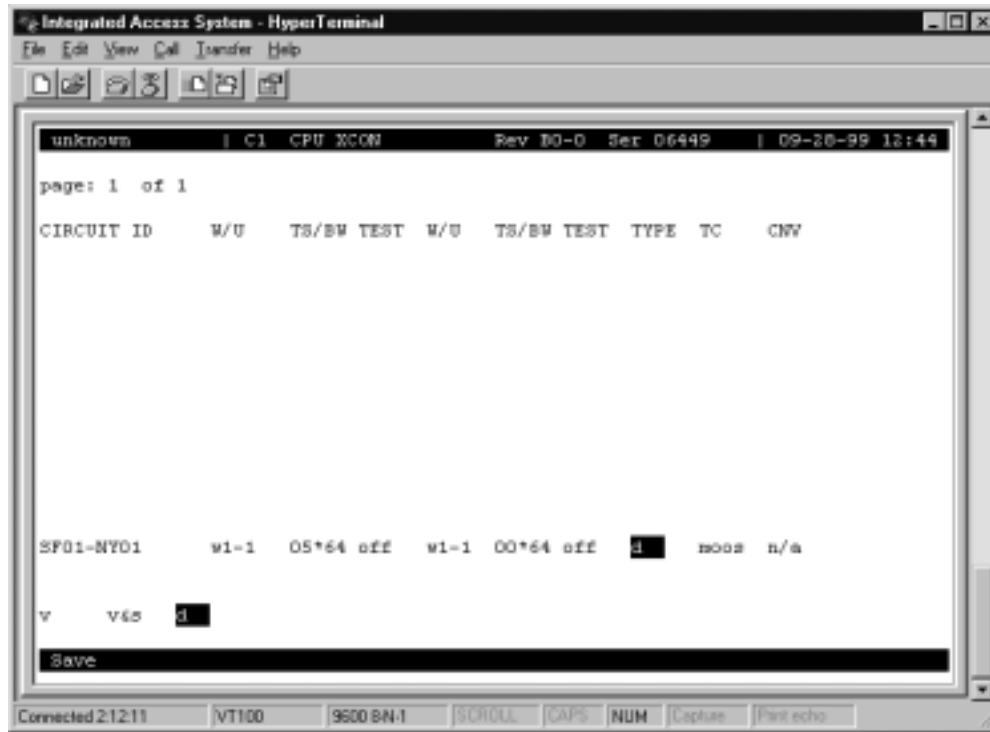 Integrated Access System - HyperTerminal
File Edit View Call Transfer Help
unknown | C1 CPU XCON Rev B0-0 Ser 06449 | 09-28-99 12:44
page: 1 of 1
CIRCUIT ID W/U TS/BW TEST W/U TS/BW TEST TYPE TC CNV
SF01-NY01 w1-1 05*64 off w1-1 00*64 off d moos n/a
v v&s d
Save
Connected 2:12:11 VT100 9600 8-N-1 SCROLL CAPS NUM Capture Print echo